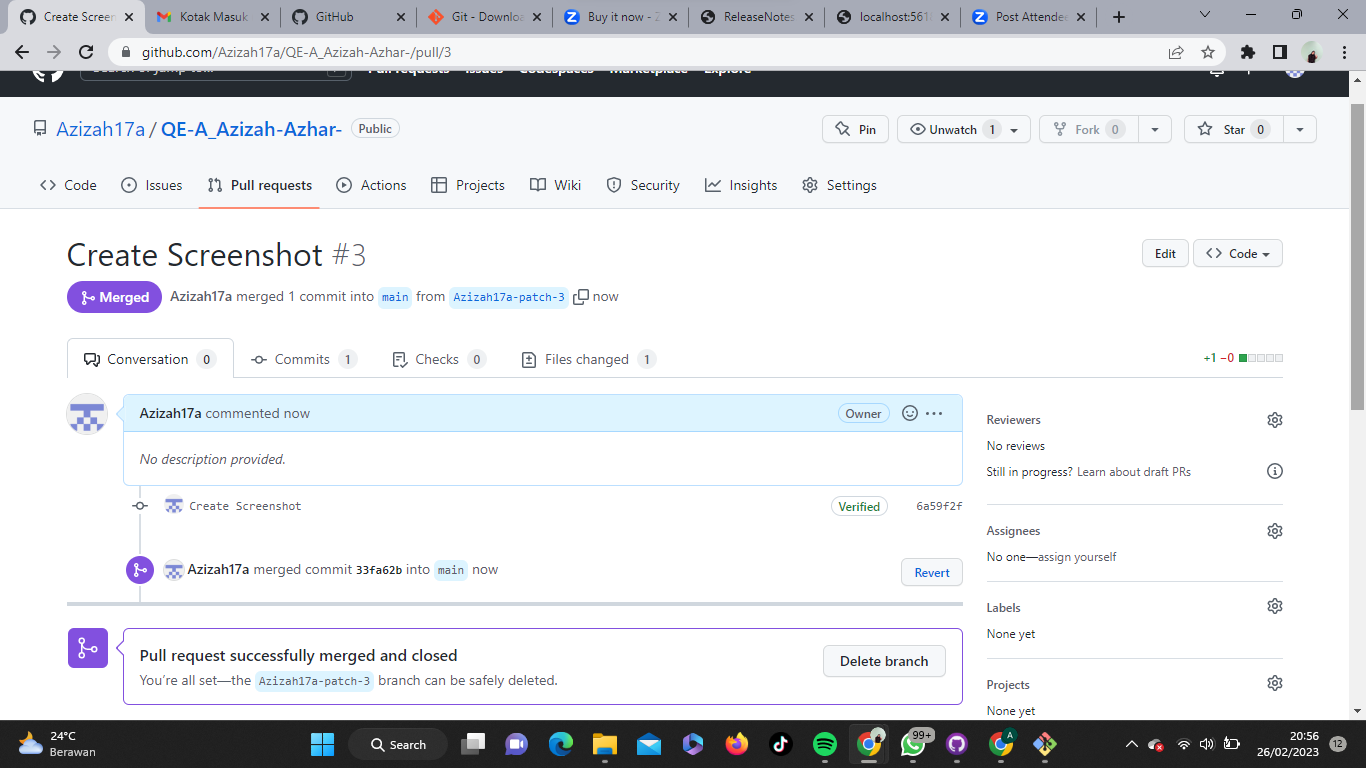 Create Screen
Kotak Masuk
GitHub
Git - Downlo
Buy it now - Z
ReleaseNotes
localhost:561
Post Attende
github.com/Azizah17a/QE-A_Azizah-Azhar-/pull/3
Pull requests Issues Codespaces Marketplace Explore
Azizah17a / QE-A_Azizah-Azhar- Public
Pin
Unwatch 1
Fork 0
Star 0
Code
Issues
Pull requests
Actions
Projects
Wiki
Security
Insights
Settings
Create Screenshot #3
Edit
Code
Merged
Azizah17a merged 1 commit into main from Azizah17a-patch-3 now
Conversation 0
Commits 1
Checks 0
Files changed 1
+1 −0
Azizah17a commented now
Owner
No description provided.
Create Screenshot
Verified
6a59f2f
Azizah17a merged commit 33fa62b into main now
Revert
Pull request successfully merged and closed
You're all set—the Azizah17a-patch-3 branch can be safely deleted.
Delete branch
Reviewers
No reviews
Still in progress? Learn about draft PRs
Assignees
No one—assign yourself
Labels
None yet
Projects
None yet
24°C
Berawan
Search
99+
A
20:56
26/02/2023
12